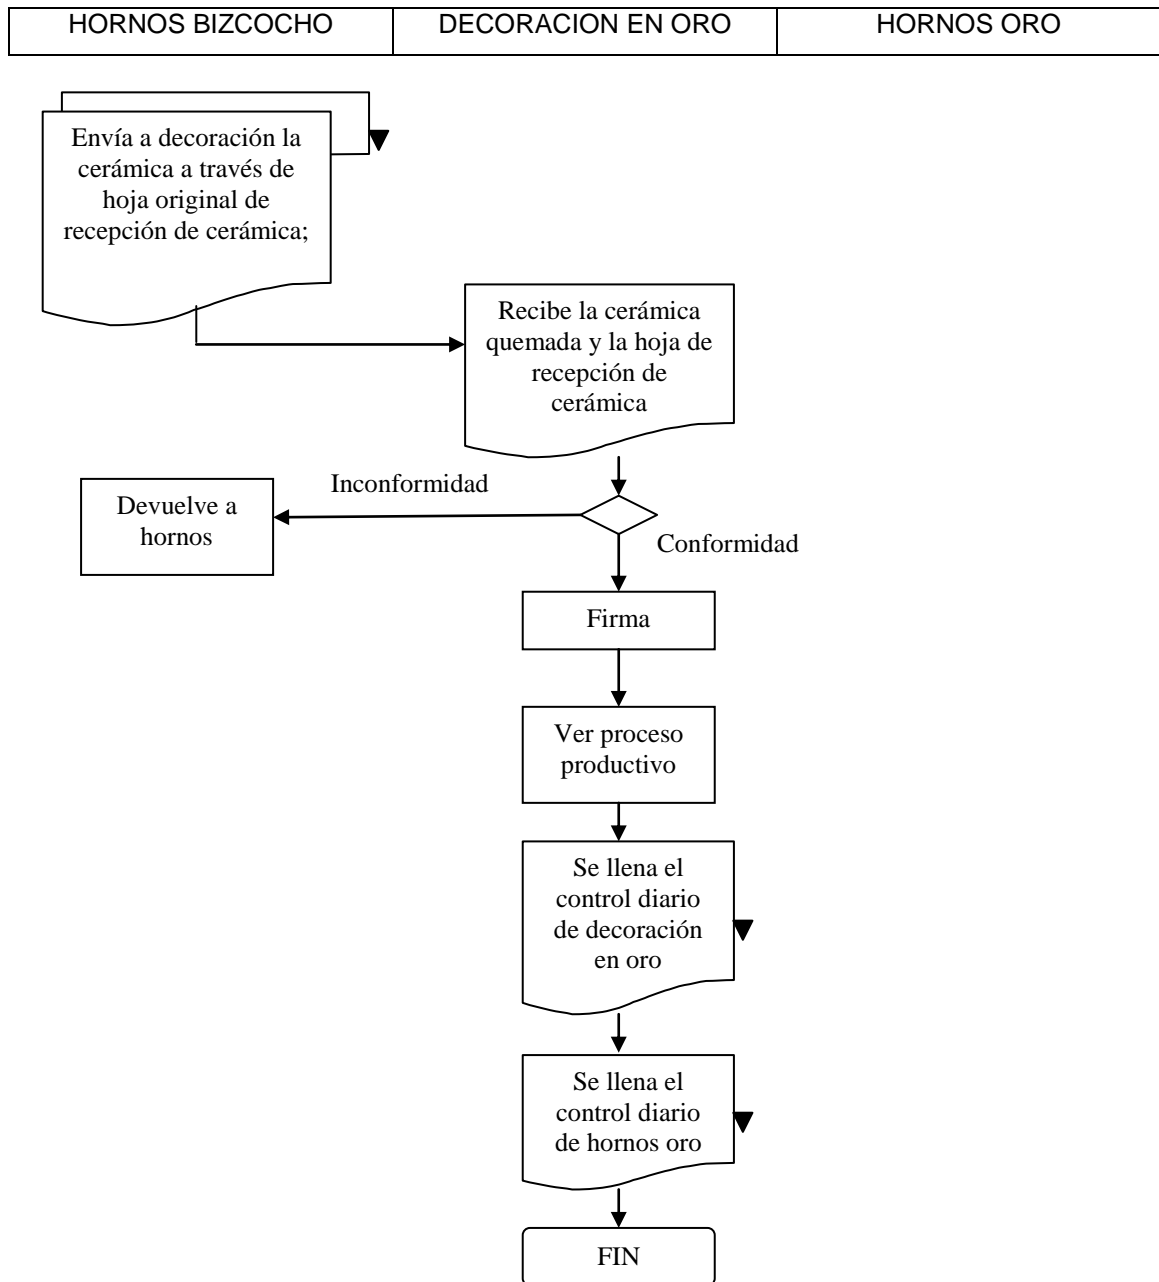 HORNOS BIZCOCHO
DECORACION EN ORO
HORNOS ORO
Envía a decoración la
cerámica a través de
hoja original de
recepción de cerámica;
Recibe la cerámica
quemada y la hoja de
recepción de
cerámica
Inconformidad
Devuelve a
hornos
Conformidad
Firma
Ver proceso
productivo
Se llena el
control diario
de decoración
en oro
Se llena el
control diario
de hornos oro
FIN